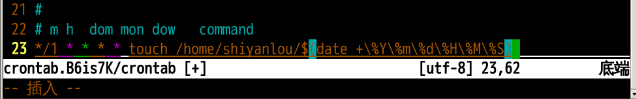 21 #
22 # m h  dom mon dow   command
23 */1 * * * * touch /home/shiyanlou/$(date +\%Y\%m\%d\%H\%M\%S)
crontab.B6is7K/crontab [+] [utf-8] 23,62 底端
-- 插入 --